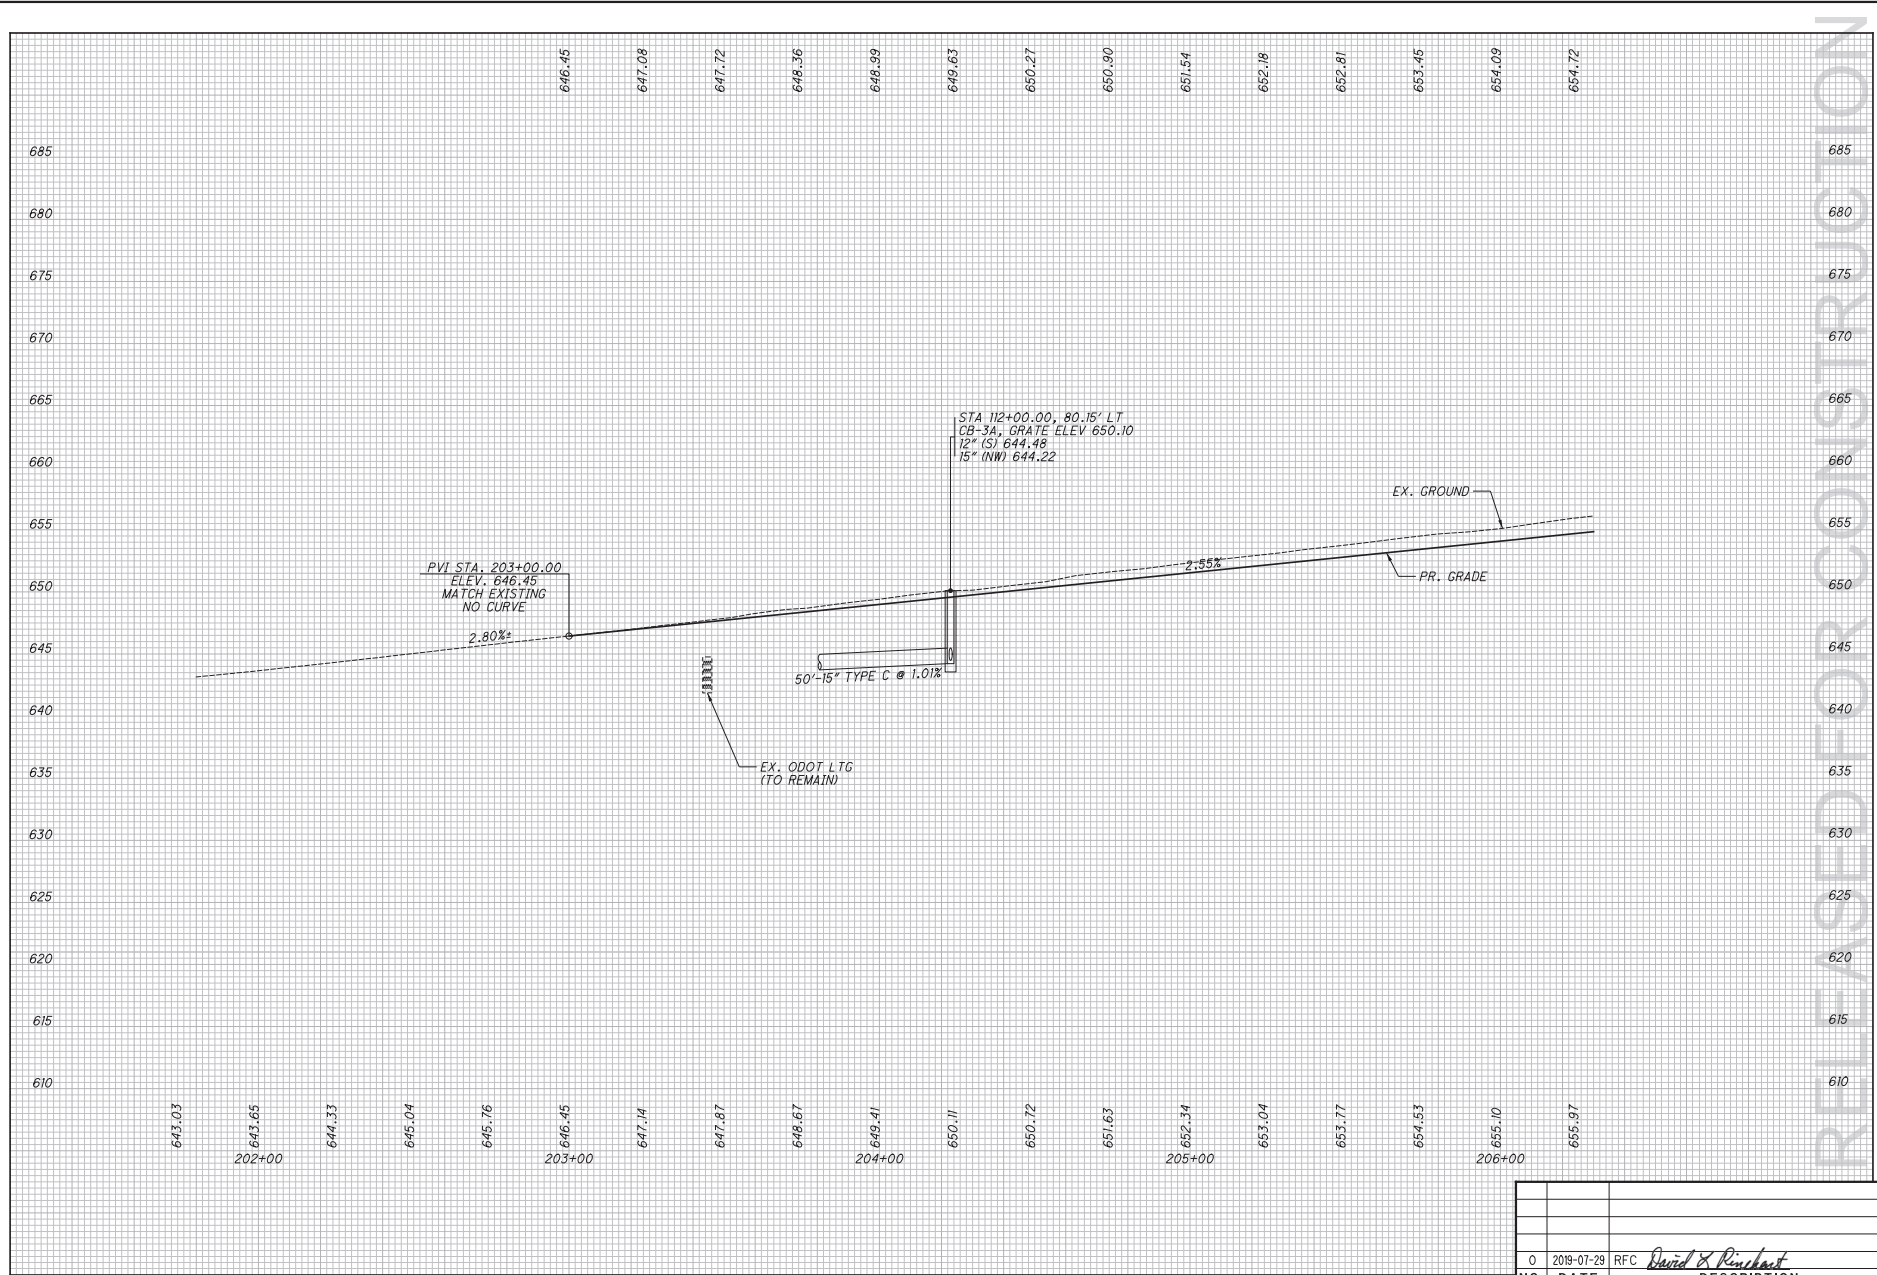 646.45 647.08 647.72 648.36 648.99 649.63 650.27 650.90 651.54 652.18 652.81 653.45 654.09 654.72
685 685
680 680
675 675
670 670
665 665
660 660
655 655
650 650
645 645
640 640
635 635
630 630
625 625
620 620
615 615
610 610
STA 112+00.00, 80.15' LT
CB-3A, GRATE ELEV 650.10
12" (S) 644.48
15" (NW) 644.22
EX. GROUND
PR. GRADE
2.55%
PVI STA. 203+00.00
ELEV. 646.45
MATCH EXISTING
NO CURVE
2.80%±
50'-15" TYPE C @ 1.01%
EX. ODOT LTG
(TO REMAIN)
643.03 643.65 644.33 645.04 645.76 646.45 647.14 647.87 648.67 649.41 650.11 650.72 651.63 652.34 653.04 653.77 654.53 655.10 655.97
202+00 203+00 204+00 205+00 206+00
RELEASED FOR CONSTRUCTION
0 2019-07-29 RFC David L Rinehart
NO. DATE DESCRIPTION